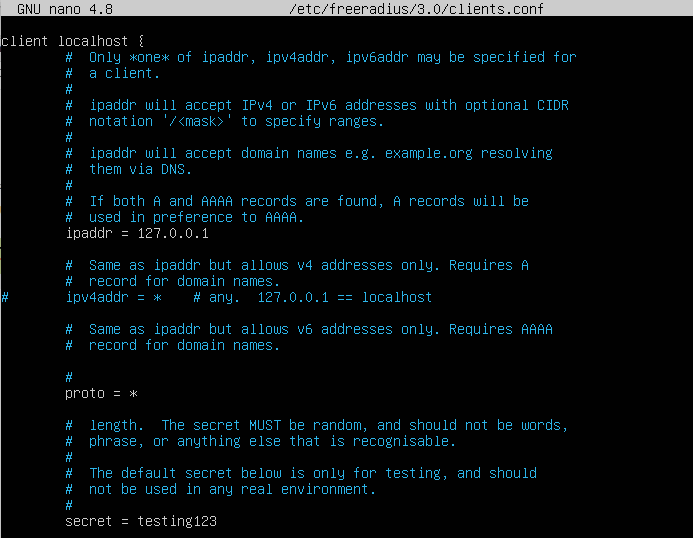 GNU nano 4.8 /etc/freeradius/3.0/clients.conf
client localhost {
# Only *one* of ipaddr, ipv4addr, ipv6addr may be specified for
# a client.
#
# ipaddr will accept IPv4 or IPv6 addresses with optional CIDR
# notation '/<mask>' to specify ranges.
#
# ipaddr will accept domain names e.g. example.org resolving
# them via DNS.
#
# If both A and AAAA records are found, A records will be
# used in preference to AAAA.
ipaddr = 127.0.0.1
# Same as ipaddr but allows v4 addresses only. Requires A
# record for domain names.
# ipv4addr = * # any. 127.0.0.1 == localhost
# Same as ipaddr but allows v6 addresses only. Requires AAAA
# record for domain names.
#
proto = *
# length. The secret MUST be random, and should not be words,
# phrase, or anything else that is recognisable.
#
# The default secret below is only for testing, and should
# not be used in any real environment.
#
secret = testing123